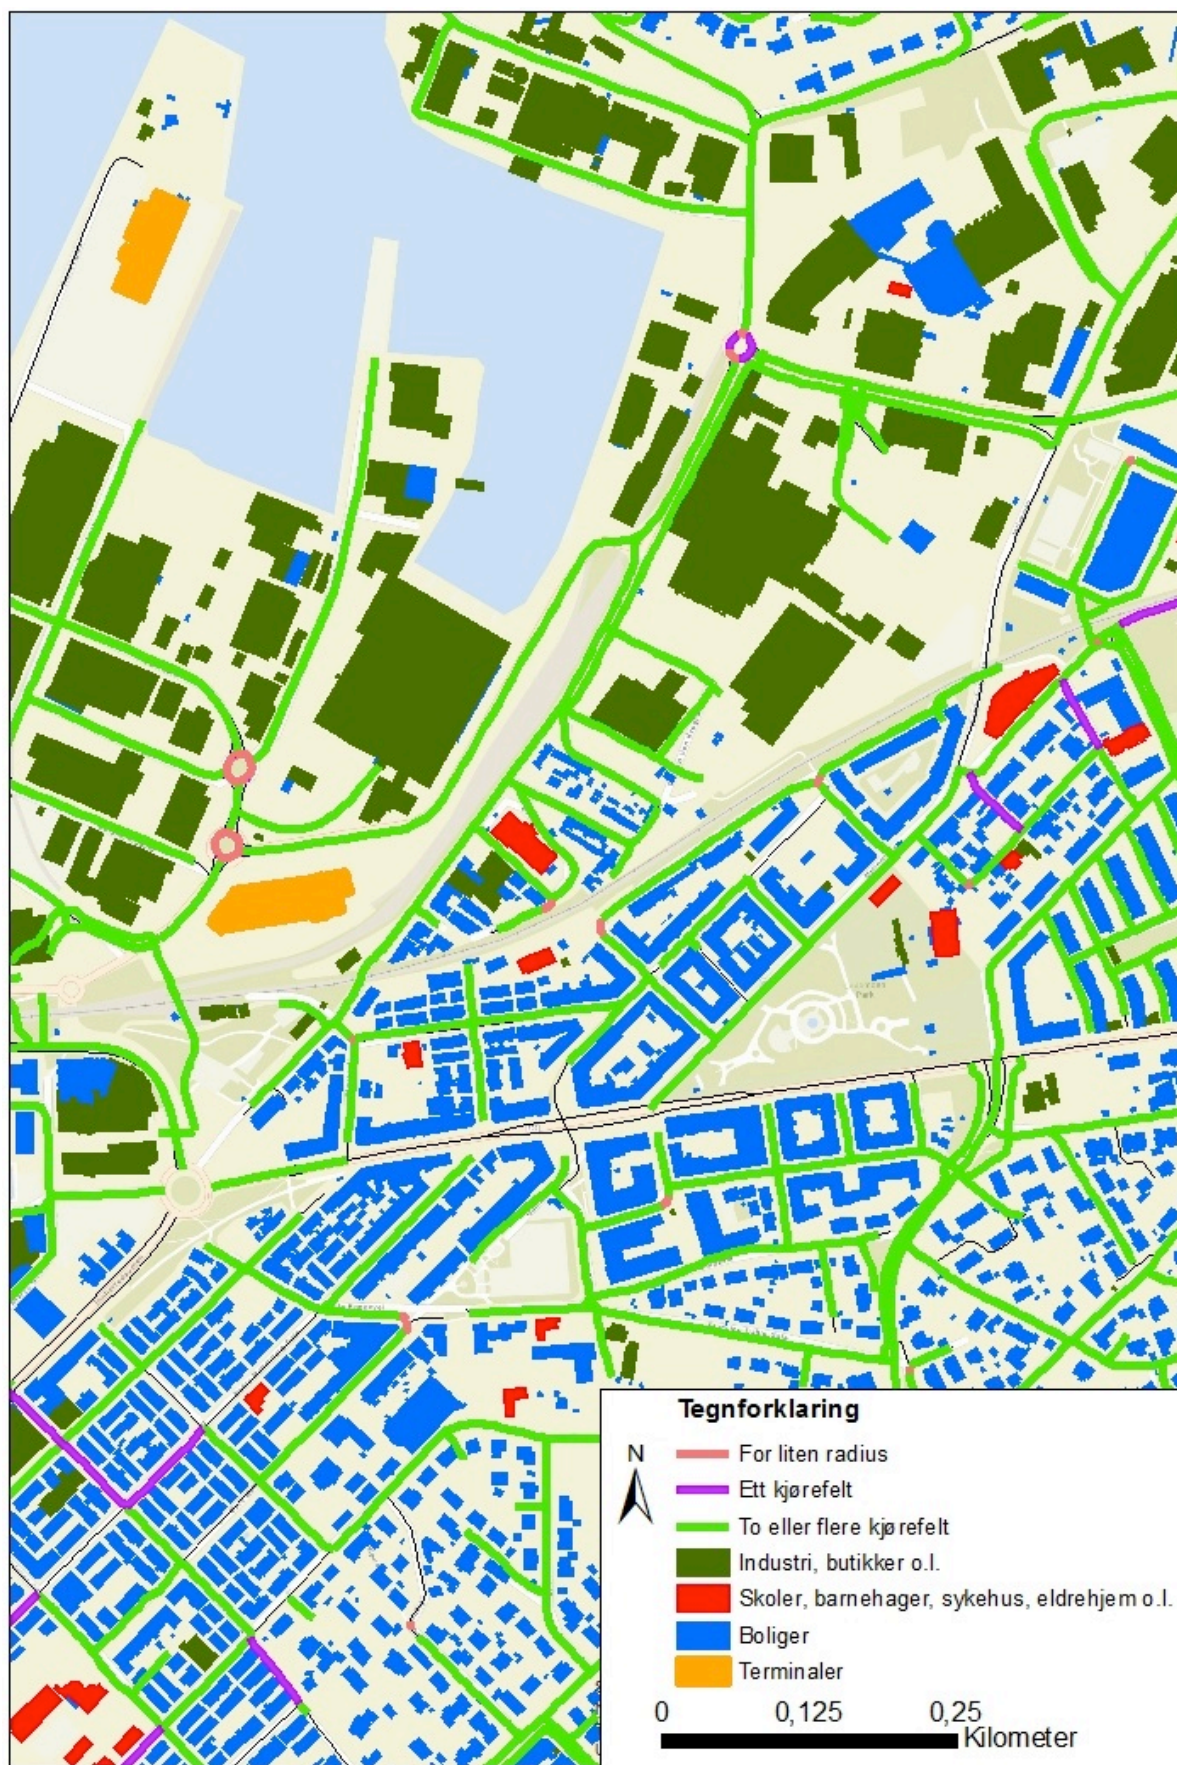 Park
Tegnforklaring
N
For liten radius
Ett kjørefelt
To eller flere kjørefelt
Industri, butikker o.l.
Skoler, barnehager, sykehus, eldrehjem o.l.
Boliger
Terminaler
0 0,125 0,25
Kilometer